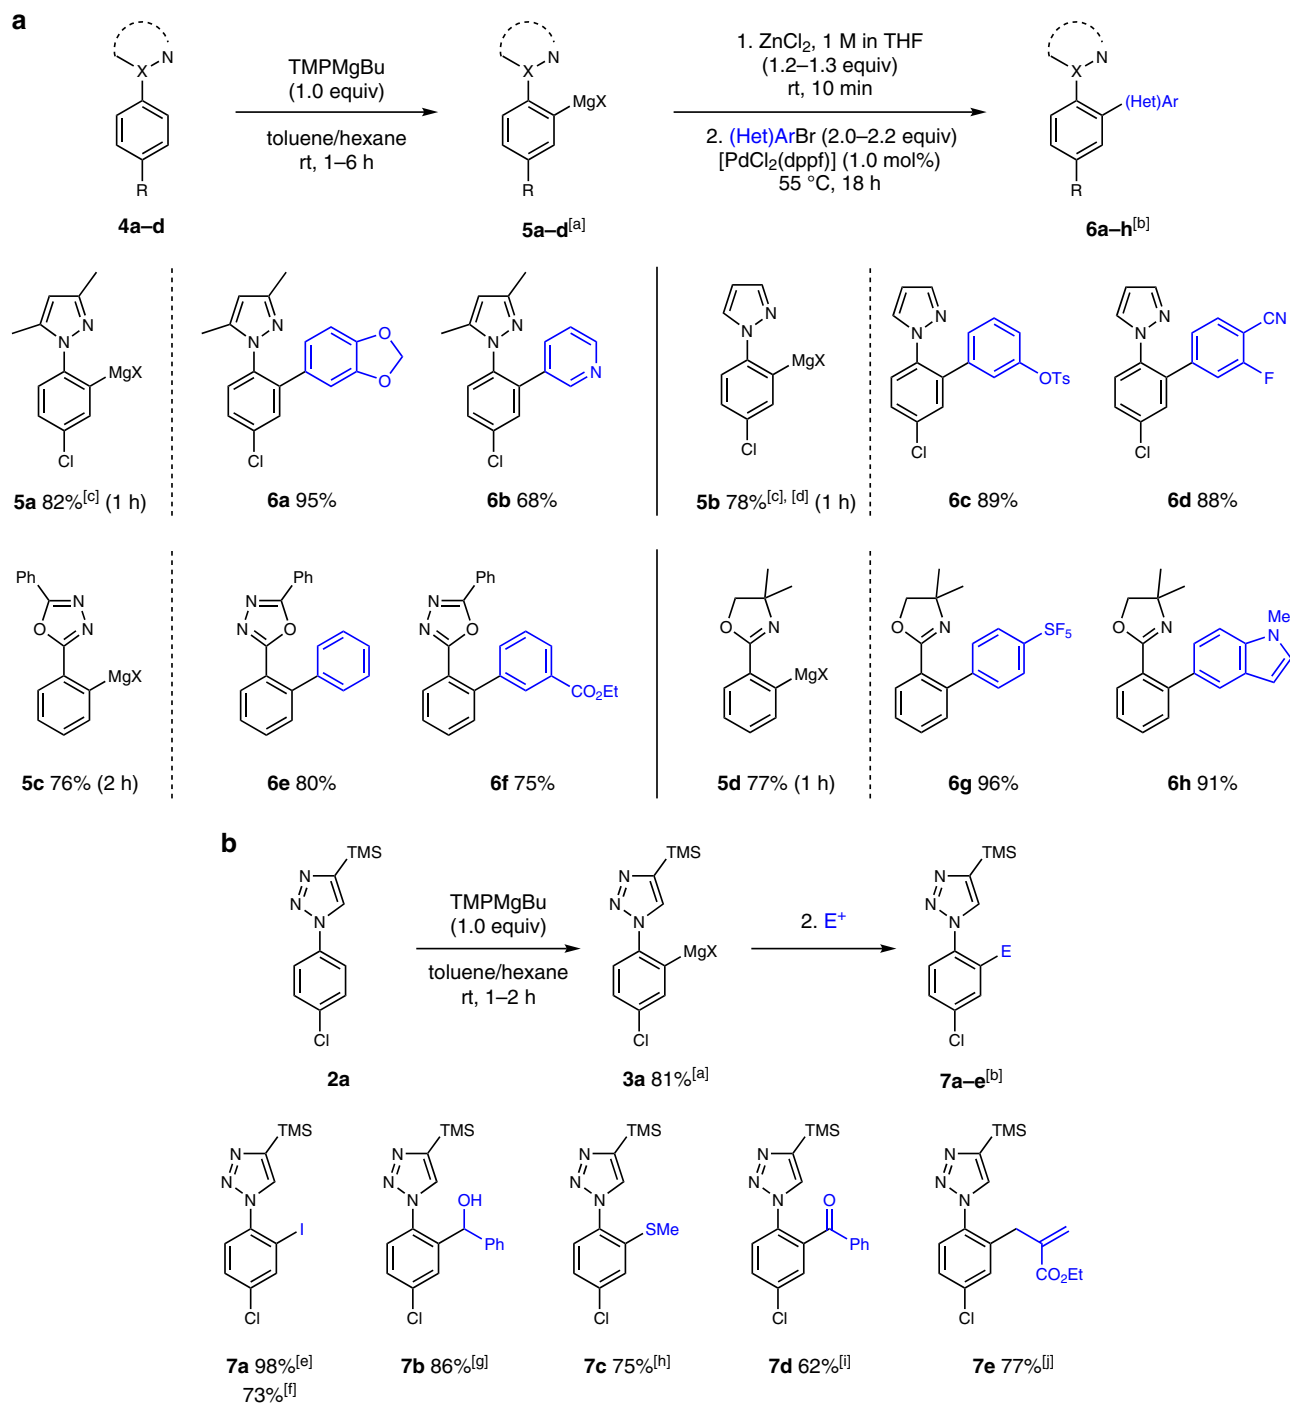 a
X
N
R
4a–d
TMPMgBu
(1.0 equiv)
toluene/hexane
rt, 1–6 h
X
N
MgX
R
5a–d[a]
1. ZnCl2, 1 M in THF
(1.2–1.3 equiv)
rt, 10 min
2. (Het)ArBr (2.0–2.2 equiv)
[PdCl2(dppf)] (1.0 mol%)
55 °C, 18 h
X
N
(Het)Ar
R
6a–h[b]
N
N
MgX
Cl
5a 82%[c] (1 h)
N
N
O
O
Cl
6a 95%
N
N
N
Cl
6b 68%
N
N
MgX
Cl
5b 78%[c], [d] (1 h)
N
N
OTs
Cl
6c 89%
N
N
CN
F
Cl
6d 88%
Ph
N
O
N
MgX
5c 76% (2 h)
Ph
N
N
O
6e 80%
Ph
N
N
O
CO2Et
6f 75%
O
N
MgX
5d 77% (1 h)
O
N
SF5
6g 96%
O
N
Me
N
6h 91%
b
TMS
N
N
N
Cl
2a
TMPMgBu
(1.0 equiv)
toluene/hexane
rt, 1–2 h
TMS
N
N
N
MgX
Cl
3a 81%[a]
2. E+
TMS
N
N
N
E
Cl
7a–e[b]
TMS
N
N
N
I
Cl
7a 98%[e]
73%[f]
TMS
N
N
N
OH
Ph
Cl
7b 86%[g]
TMS
N
N
N
SMe
Cl
7c 75%[h]
TMS
N
N
N
O
Ph
Cl
7d 62%[i]
TMS
N
N
N
CO2Et
Cl
7e 77%[j]